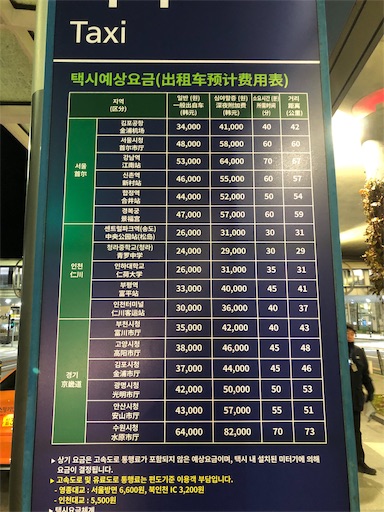 Taxi
택시예상요금(出租车预计费用表)
지역 일반 (원) 심야할증 (원) 소요시간 (분) 거리
(区分) 一般出租车 深夜附加费 所需时间 距离
(韩元) (韩元) (分) (公里)
서울
首尔
김포공항
金浦机场 34,000 41,000 40 42
서울시청
首尔市厅 48,000 58,000 60 60
강남역
江南站 53,000 64,000 70 67
신촌역
新村站 46,000 55,000 60 57
합정역
合井站 44,000 52,000 50 54
경복궁
景福宫 47,000 57,000 60 59
인천
仁川
센트럴파크역(송도)
中央公园站(松岛) 26,000 31,000 30 31
청라중학교(청라)
青罗中学 24,000 29,000 30 29
인하대학교
仁荷大学 26,000 31,000 35 31
부평역
富平站 33,000 40,000 45 41
인천터미널
仁川客运站 30,000 36,000 40 37
경기
京畿道
부천시청
富川市厅 35,000 42,000 40 43
고양시청
高阳市厅 38,000 46,000 45 48
김포시청
金浦市厅 37,000 44,000 45 46
광명시청
光明市厅 42,000 50,000 50 53
안산시청
安山市厅 43,000 57,000 55 51
수원시청
水原市厅 64,000 82,000 70 73
▶ 상기 요금은 고속도로 통행료가 포함되지 않은 예상요금이며, 택시 내 설치된 미터기에 의해
요금이 결정됩니다.
▶ 고속도로 및 유료도로 통행료는 편도기준 이용객 부담입니다.
- 영종대교 : 서울방면 6,600원, 북인천 IC 3,200원
- 인천대교 : 5,500원
▶ 택시요금체계